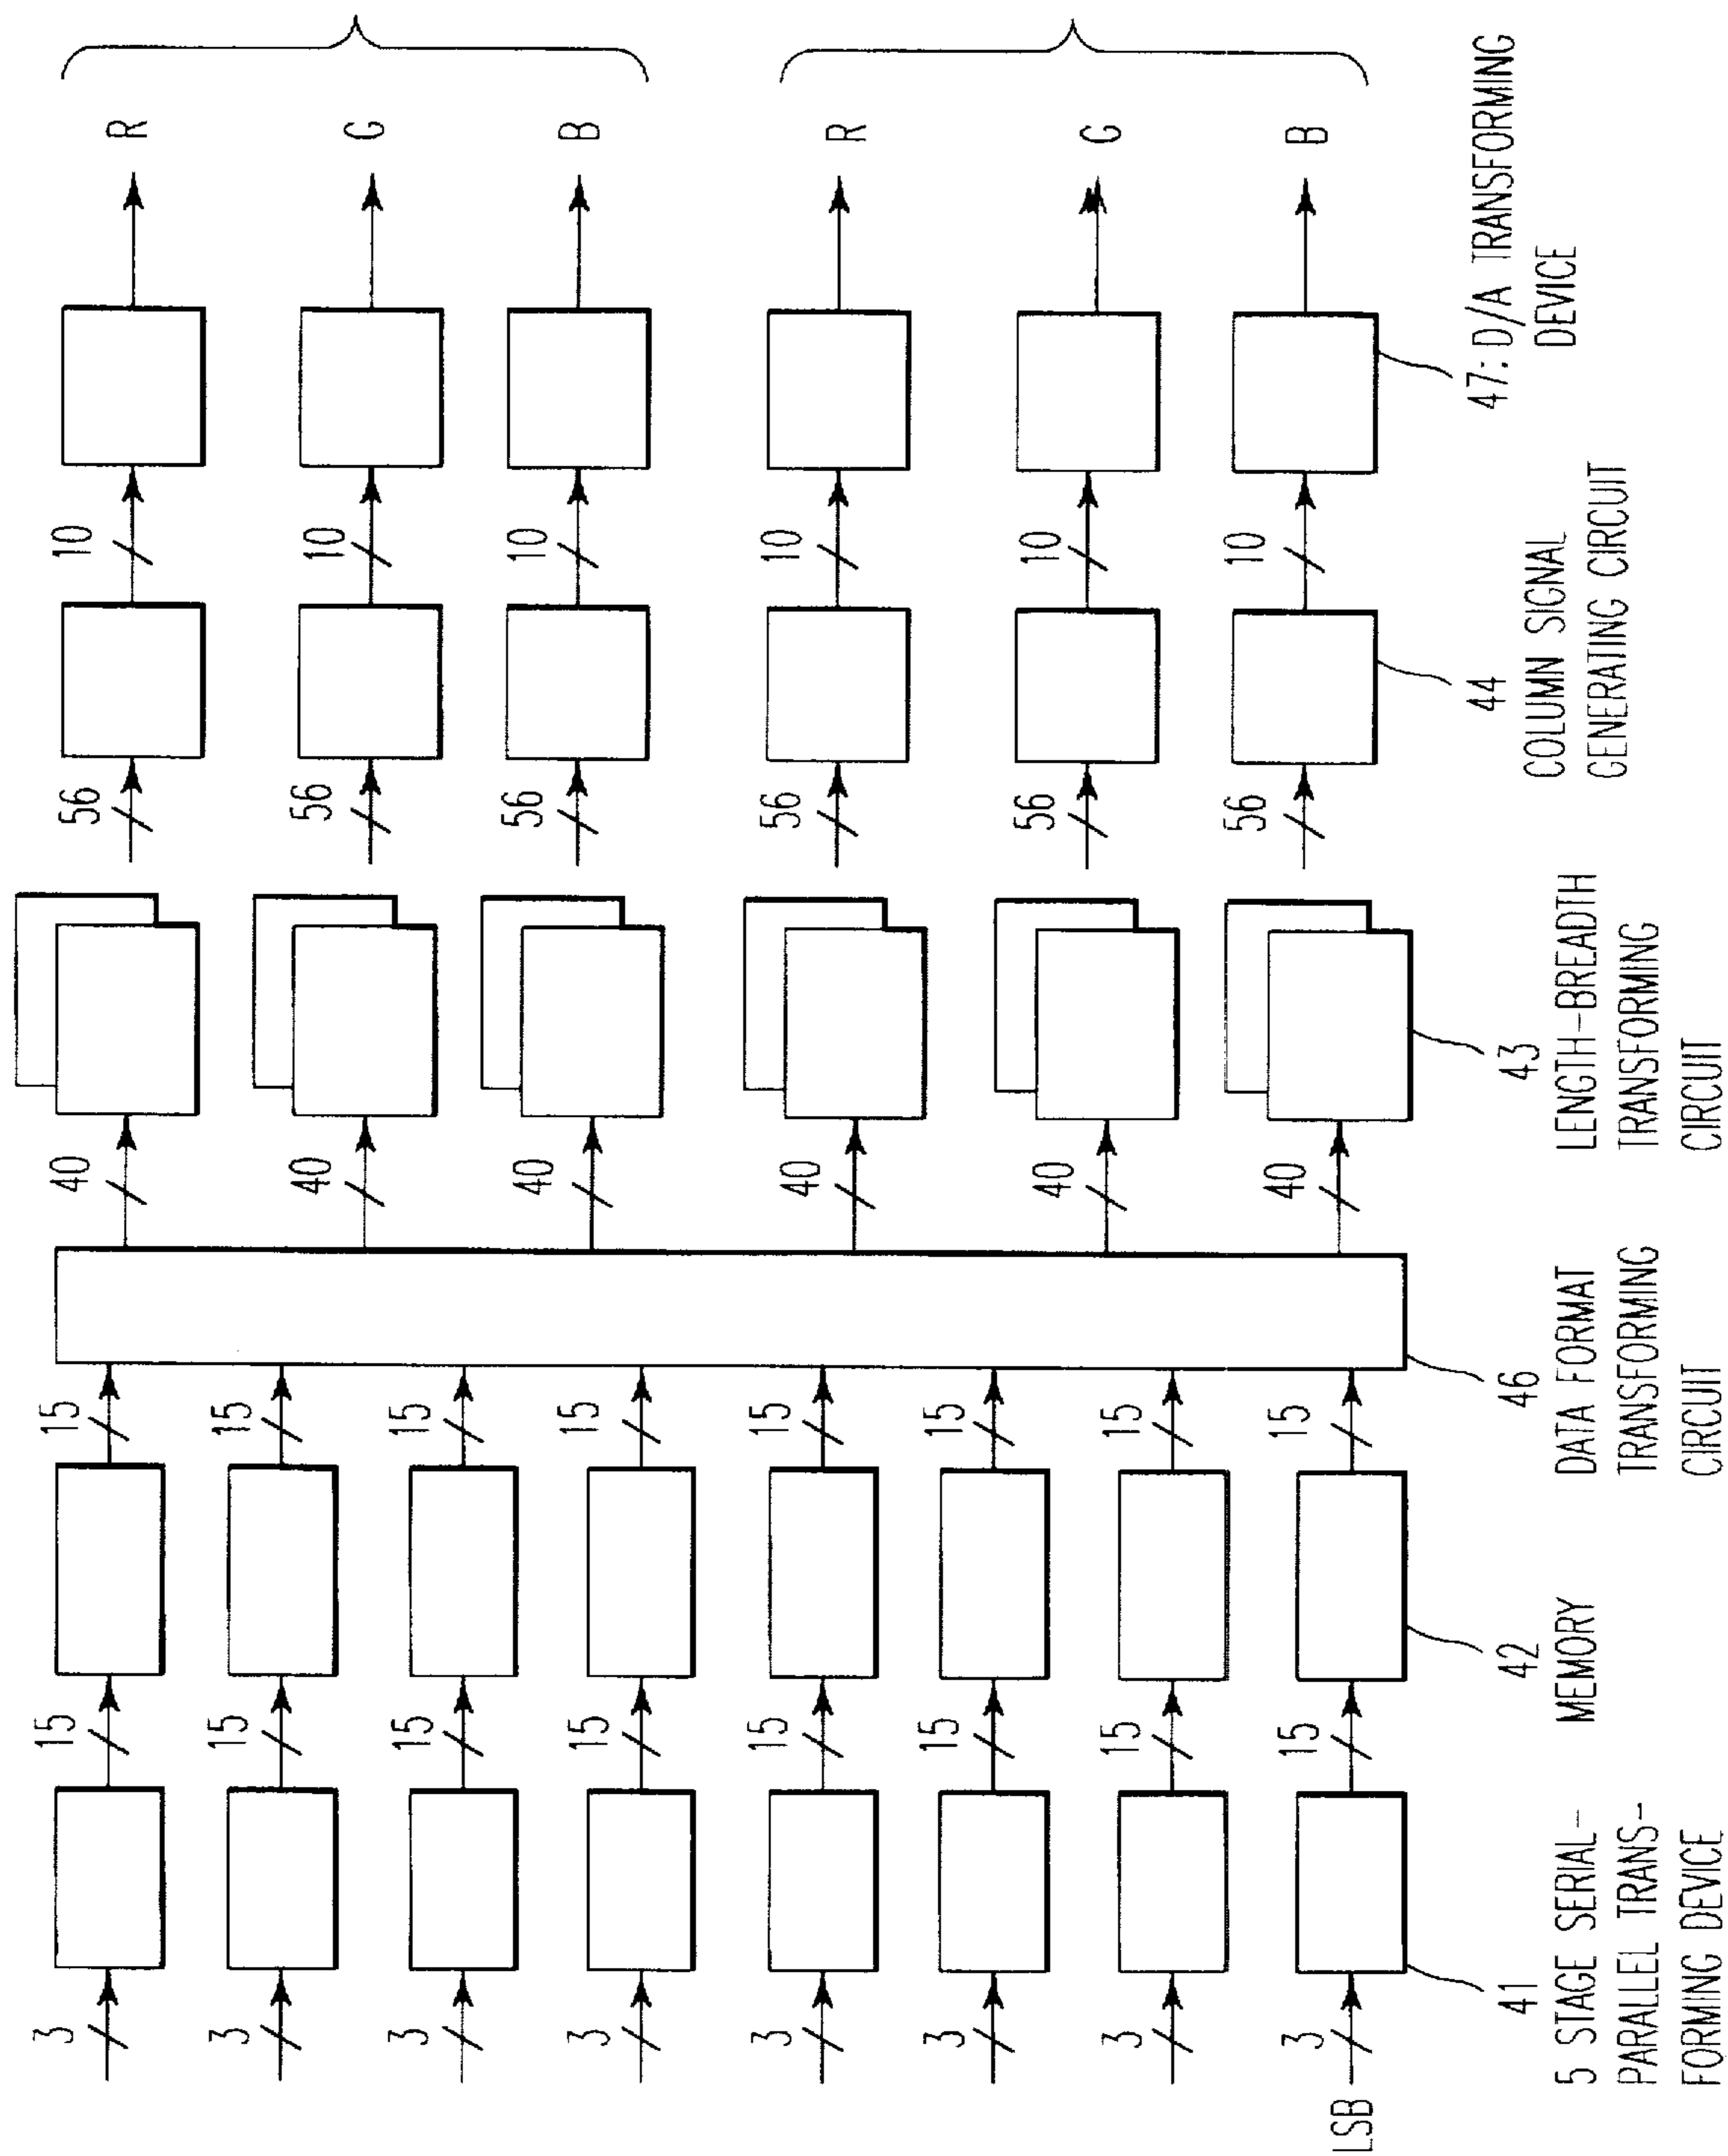 3 15 15 40 56 10 R
3 15 15
40 56 10 G
3 15 15
40 56 10 B
3 15 15
3 15 15 40 56 10 R
3 15 15
40 56 10 G
3 15 15
LSB 3 15 15 40 56 10 B
41
5 STAGE SERIAL-
PARALLEL TRANS-
FORMING DEVICE
42
MEMORY
46
DATA FORMAT
TRANSFORMING
CIRCUIT
43
LENGTH-BREADTH
TRANSFORMING
CIRCUIT
44
COLUMN SIGNAL
GENERATING CIRCUIT
47: D/A TRANSFORMING
DEVICE